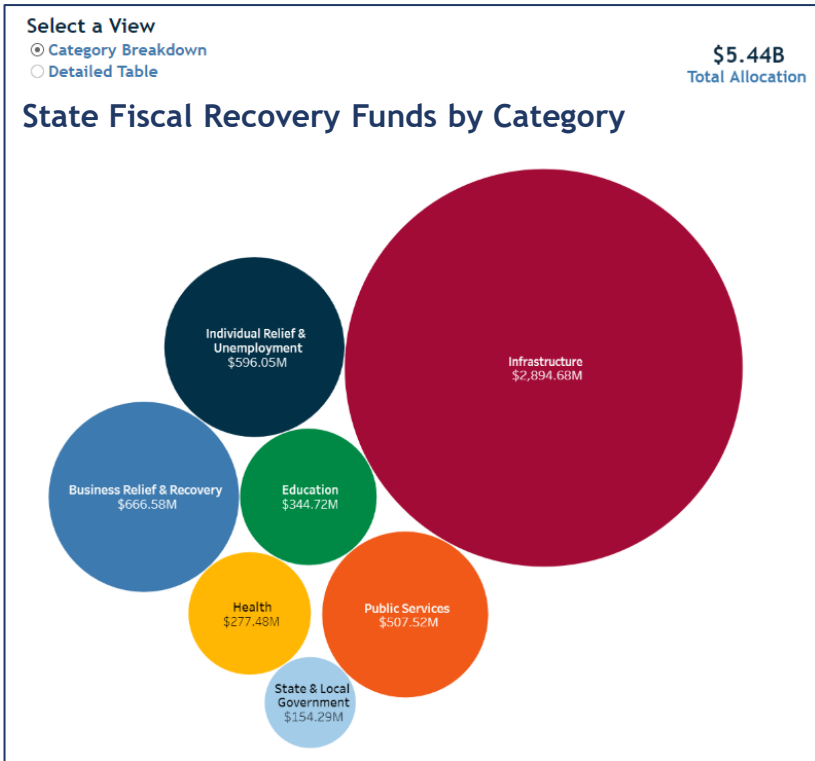 Select a View
Category Breakdown
Detailed Table
$5.44B
Total Allocation
State Fiscal Recovery Funds by Category
Individual Relief &
Unemployment
$596.05M
Infrastructure
$2,894.68M
Business Relief & Recovery
$666.58M
Education
$344.72M
Health
$277.48M
Public Services
$507.52M
State & Local
Government
$154.29M